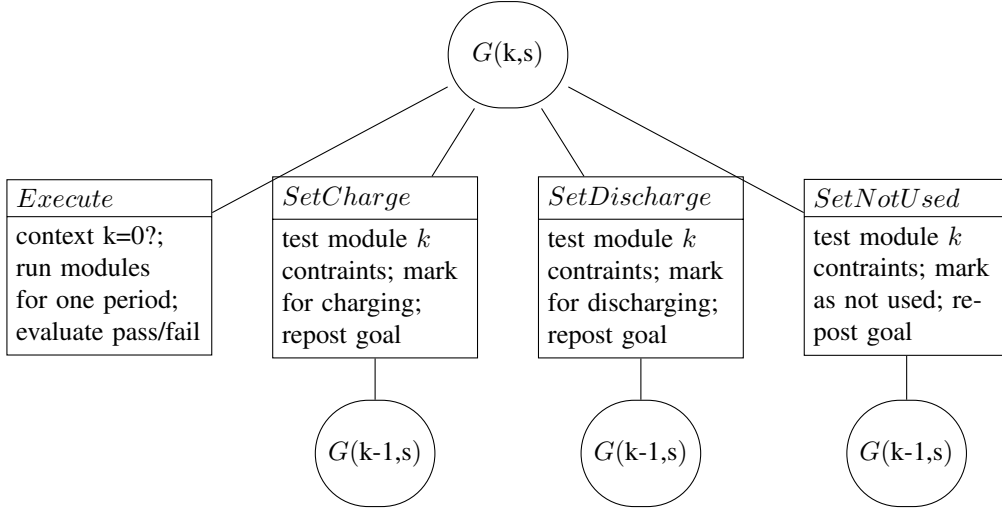 G(k,s)
Execute
context k=0?;
run modules
for one period;
evaluate pass/fail
SetCharge
test module k
contraints; mark
for charging;
repost goal
SetDischarge
test module k
contraints; mark
for discharging;
repost goal
SetNotUsed
test module k
contraints; mark
as not used; re-
post goal
G(k-1,s)
G(k-1,s)
G(k-1,s)